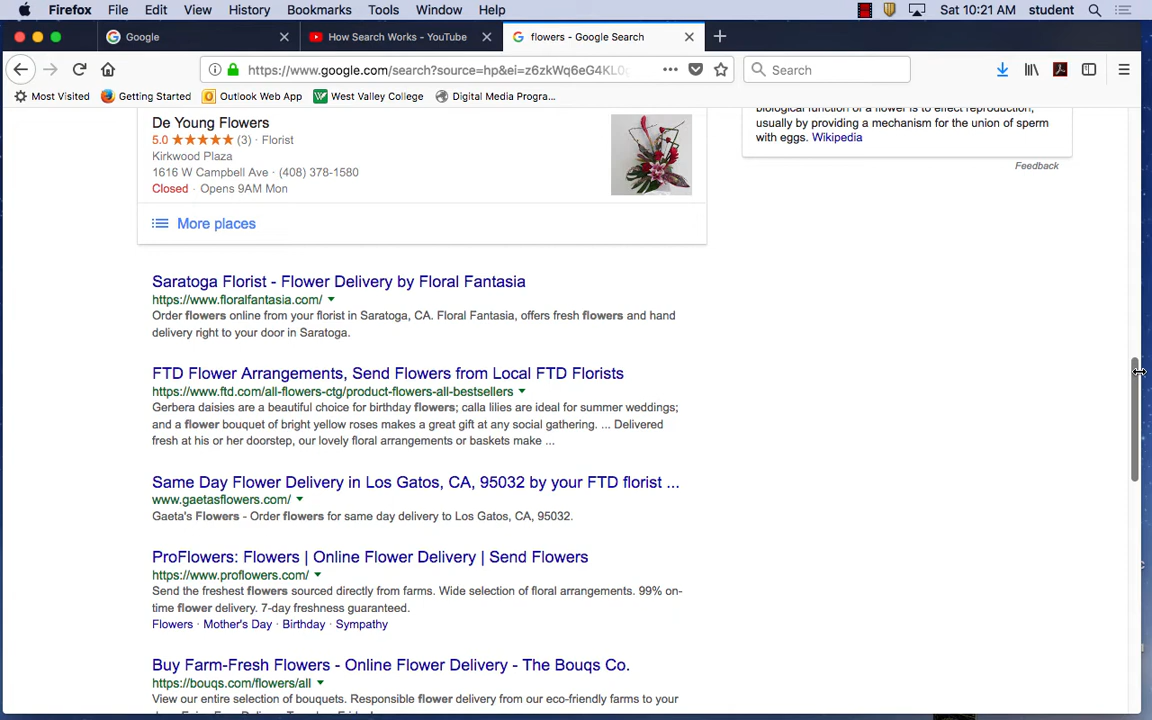 Firefox File Edit View History Bookmarks Tools Window Help Sat 10:21 AM student
Google How Search Works - YouTube flowers - Google Search
https://www.google.com/search?source=hp&ei=z6zkWq6eG4KL0 Search
Most Visited Getting Started Outlook Web App West Valley College Digital Media Progra...
De Young Flowers
5.0 ★★★★★ (3) · Florist
Kirkwood Plaza
1616 W Campbell Ave · (408) 378-1580
Closed · Opens 9AM Mon
More places
biological function of a flower is to effect reproduction,
usually by providing a mechanism for the union of sperm
with eggs. Wikipedia
Feedback
Saratoga Florist - Flower Delivery by Floral Fantasia
https://www.floralfantasia.com/
Order flowers online from your florist in Saratoga, CA. Floral Fantasia, offers fresh flowers and hand
delivery right to your door in Saratoga.
FTD Flower Arrangements, Send Flowers from Local FTD Florists
https://www.ftd.com/all-flowers-ctg/product-flowers-all-bestsellers
Gerbera daisies are a beautiful choice for birthday flowers; calla lilies are ideal for summer weddings;
and a flower bouquet of bright yellow roses makes a great gift at any social gathering. ... Delivered
fresh at his or her doorstep, our lovely floral arrangements or baskets make ...
Same Day Flower Delivery in Los Gatos, CA, 95032 by your FTD florist ...
www.gaetasflowers.com/
Gaeta's Flowers - Order flowers for same day delivery to Los Gatos, CA, 95032.
ProFlowers: Flowers | Online Flower Delivery | Send Flowers
https://www.proflowers.com/
Send the freshest flowers sourced directly from farms. Wide selection of floral arrangements. 99% on-
time flower delivery. 7-day freshness guaranteed.
Flowers · Mother's Day · Birthday · Sympathy
Buy Farm-Fresh Flowers - Online Flower Delivery - The Bouqs Co.
https://bouqs.com/flowers/all
View our entire selection of bouquets. Responsible flower delivery from our eco-friendly farms to your